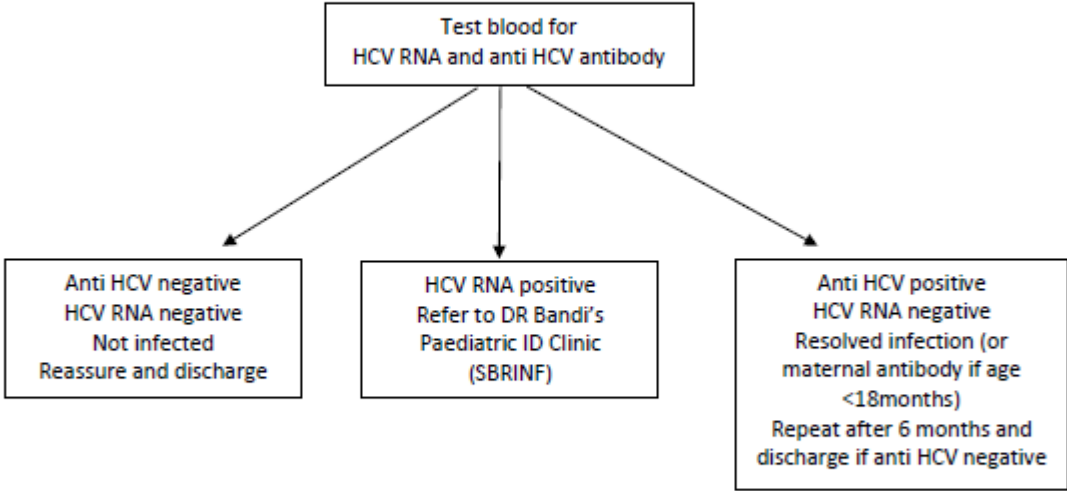 Test blood for
HCV RNA and anti HCV antibody
Anti HCV negative
HCV RNA negative
Not infected
Reassure and discharge
HCV RNA positive
Refer to DR Bandi's
Paediatric ID Clinic
(SBRINF)
Anti HCV positive
HCV RNA negative
Resolved infection (or
maternal antibody if age
<18months)
Repeat after 6 months and
discharge if anti HCV negative